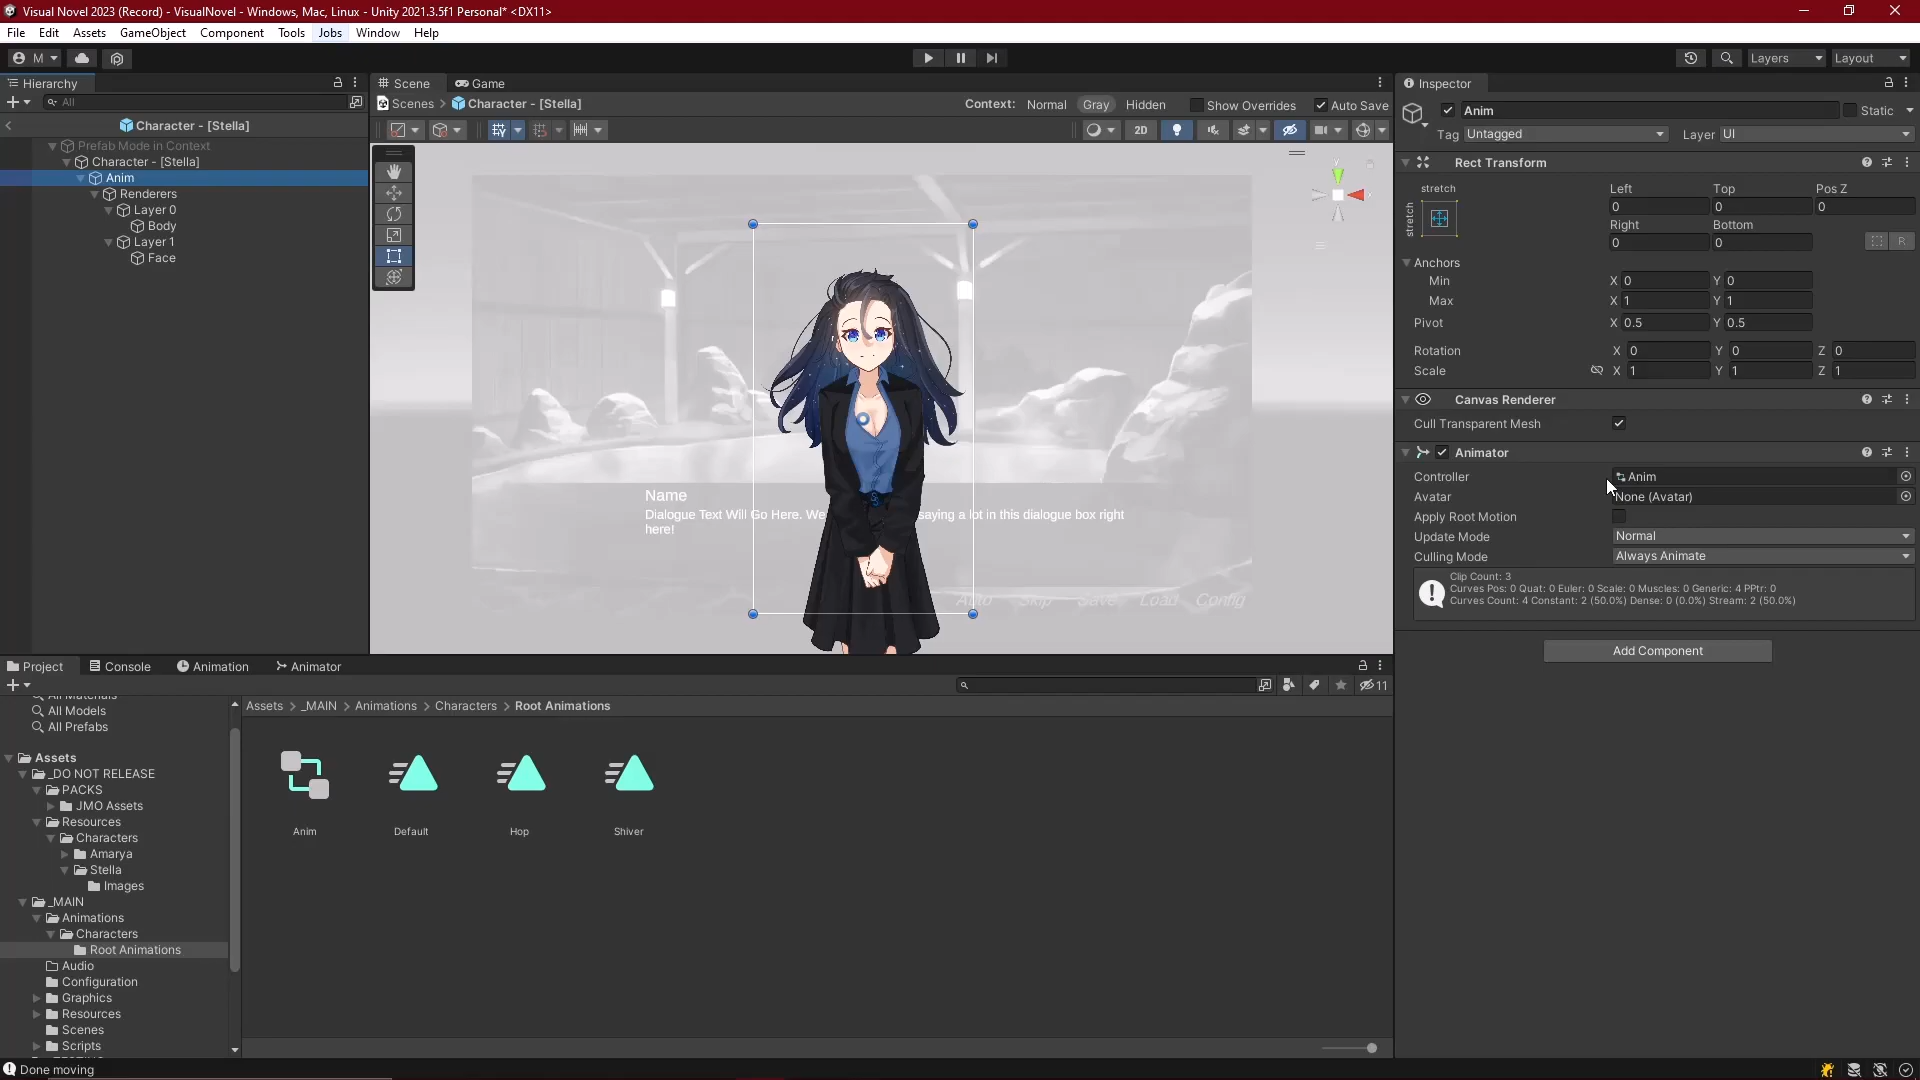 Visual Novel 2023 (Record) - VisualNovel - Windows, Mac, Linux - Unity 2021.3.5f1 Personal* <DX11>
File Edit Assets GameObject Component Tools Jobs Window Help
M
Layers
Layout
Hierarchy
All
Character - [Stella]
Prefab Mode in Context
Character - [Stella]
Anim
Renderers
Layer 0
Body
Layer 1
Face
Scene
Game
Scenes > Character - [Stella]
Context: Normal Gray Hidden
Show Overrides
Auto Save
2D
Name
Dialogue Text Will Go Here. We
saying a lot in this dialogue box right
here!
Auto Skip Save Load Config
Inspector
Anim
Static
Tag Untagged
Layer UI
Rect Transform
stretch
stretch
Left Top Pos Z
0 0 0
Right Bottom
0 0
R
Anchors
Min X 0 Y 0
Max X 1 Y 1
Pivot X 0.5 Y 0.5
Rotation X 0 Y 0 Z 0
Scale X 1 Y 1 Z 1
Canvas Renderer
Cull Transparent Mesh
Animator
Controller Anim
Avatar None (Avatar)
Apply Root Motion
Update Mode Normal
Culling Mode Always Animate
Clip Count: 3
Curves Pos: 0 Quat: 0 Euler: 0 Scale: 0 Muscles: 0 Generic: 4 PPtr: 0
Curves Count: 4 Constant: 2 (50.0%) Dense: 0 (0.0%) Stream: 2 (50.0%)
Add Component
Project
Console
Animation
Animator
11
All Materials
All Models
All Prefabs
Assets
_DO NOT RELEASE
PACKS
JMO Assets
Resources
Characters
Amarya
Stella
Images
_MAIN
Animations
Characters
Root Animations
Audio
Configuration
Graphics
Resources
Scenes
Scripts
Assets > _MAIN > Animations > Characters > Root Animations
Anim
Default
Hop
Shiver
Done moving